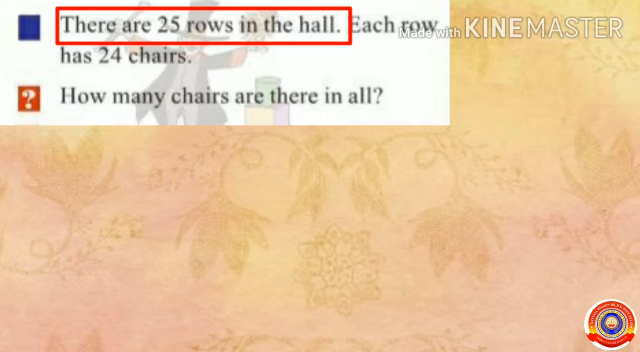 There are 25 rows in the hall. Each row
has 24 chairs.
How many chairs are there in all?
Made with KINEMASTER